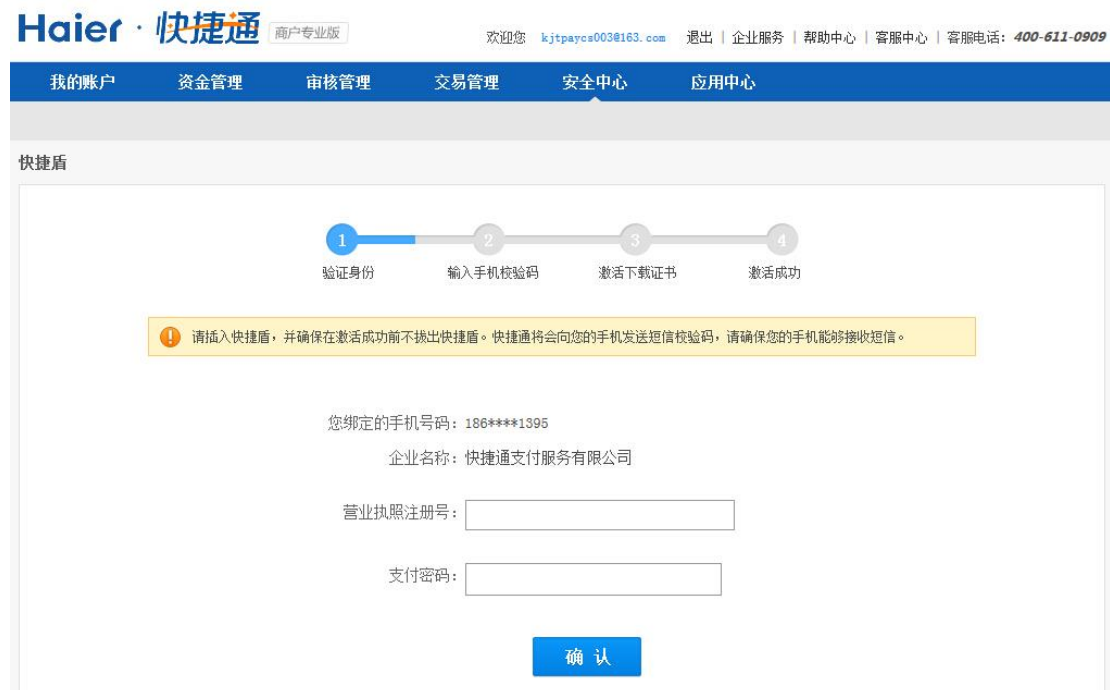 Haier · 快捷通 商户专业版
欢迎您 kjtpaycs003@163.com 退出 | 企业服务 | 帮助中心 | 客服中心 | 客服电话：400-611-0909
我的账户 资金管理 审核管理 交易管理 安全中心 应用中心
快捷盾
1 2 3 4
验证身份 输入手机校验码 激活下载证书 激活成功
请插入快捷盾，并确保在激活成功前不拔出快捷盾。快捷通将会向您的手机发送短信校验码，请确保您的手机能够接收短信。
您绑定的手机号码：186****1395
企业名称：快捷通支付服务有限公司
营业执照注册号：
支付密码：
确 认